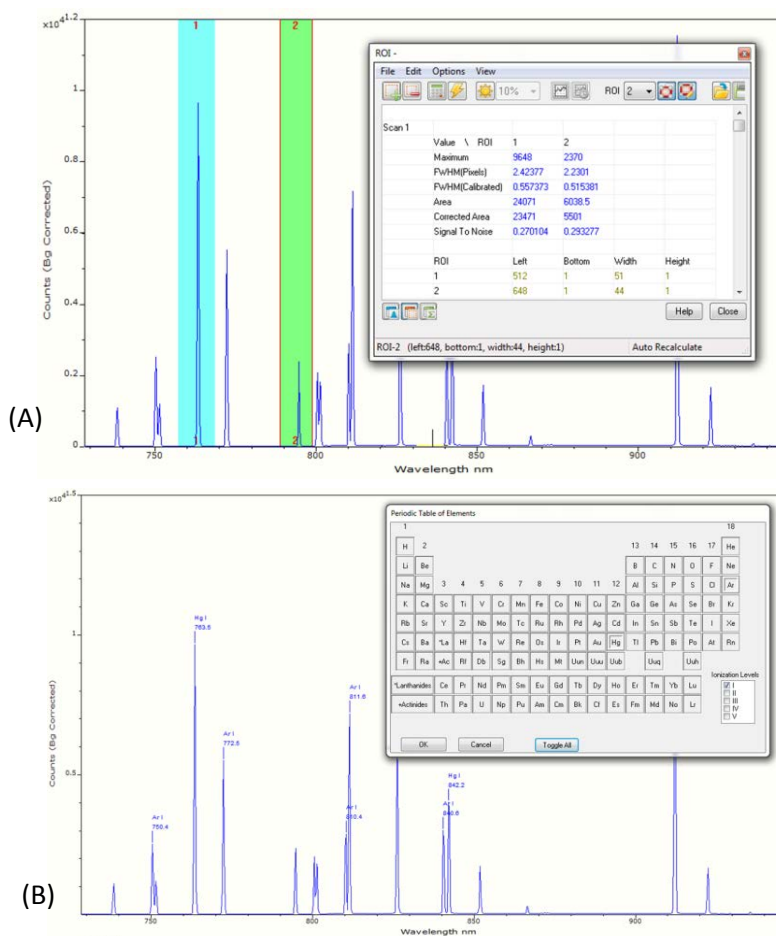 x10⁴1.2
1
0.8
0.6
0.4
0.2
0
Counts (Bg Corrected)
1
2
1
2
750
800
850
900
Wavelength nm
(A)
ROI -
File Edit Options View
10% ROI 2
Scan 1
Value \ ROI 1 2
Maximum 9648 2370
FWHM(Pixels) 2.42377 2.2301
FWHM(Calibrated) 0.557373 0.515381
Area 24071 6038.5
Corrected Area 23471 5501
Signal To Noise 0.270104 0.293277
ROI Left Bottom Width Height
1 512 1 51 1
2 648 1 44 1
Help Close
ROI-2 (left:648, bottom:1, width:44, height:1) Auto Recalculate
x10⁴1.5
1
0.5
0
Counts (Bg Corrected)
Ar I
750.4
Hg I
763.5
Ar I
772.5
Ar I
810.4
Ar I
811.6
Ar I
840.8
Hg I
842.2
750
800
850
900
Wavelength nm
(B)
Periodic Table of Elements
1 18
H 2 13 14 15 16 17 He
Li Be B C N O F Ne
Na Mg 3 4 5 6 7 8 9 10 11 12 Al Si P S Cl Ar
K Ca Sc Ti V Cr Mn Fe Co Ni Cu Zn Ga Ge As Se Br Kr
Rb Sr Y Zr Nb Mo Tc Ru Rh Pd Ag Cd In Sn Sb Te I Xe
Cs Ba *La Hf Ta W Re Os Ir Pt Au Hg Tl Pb Bi Po At Rn
Fr Ra +Ac Rf Db Sg Bh Hs Mt Uun Uuu Uub Uuq Uuh
*Lanthanides Ce Pr Nd Pm Sm Eu Gd Tb Dy Ho Er Tm Yb Lu
+Actinides Th Pa U Np Pu Am Cm Bk Cf Es Fm Md No Lr
Ionization Levels
I
II
III
IV
V
OK Cancel Toggle All